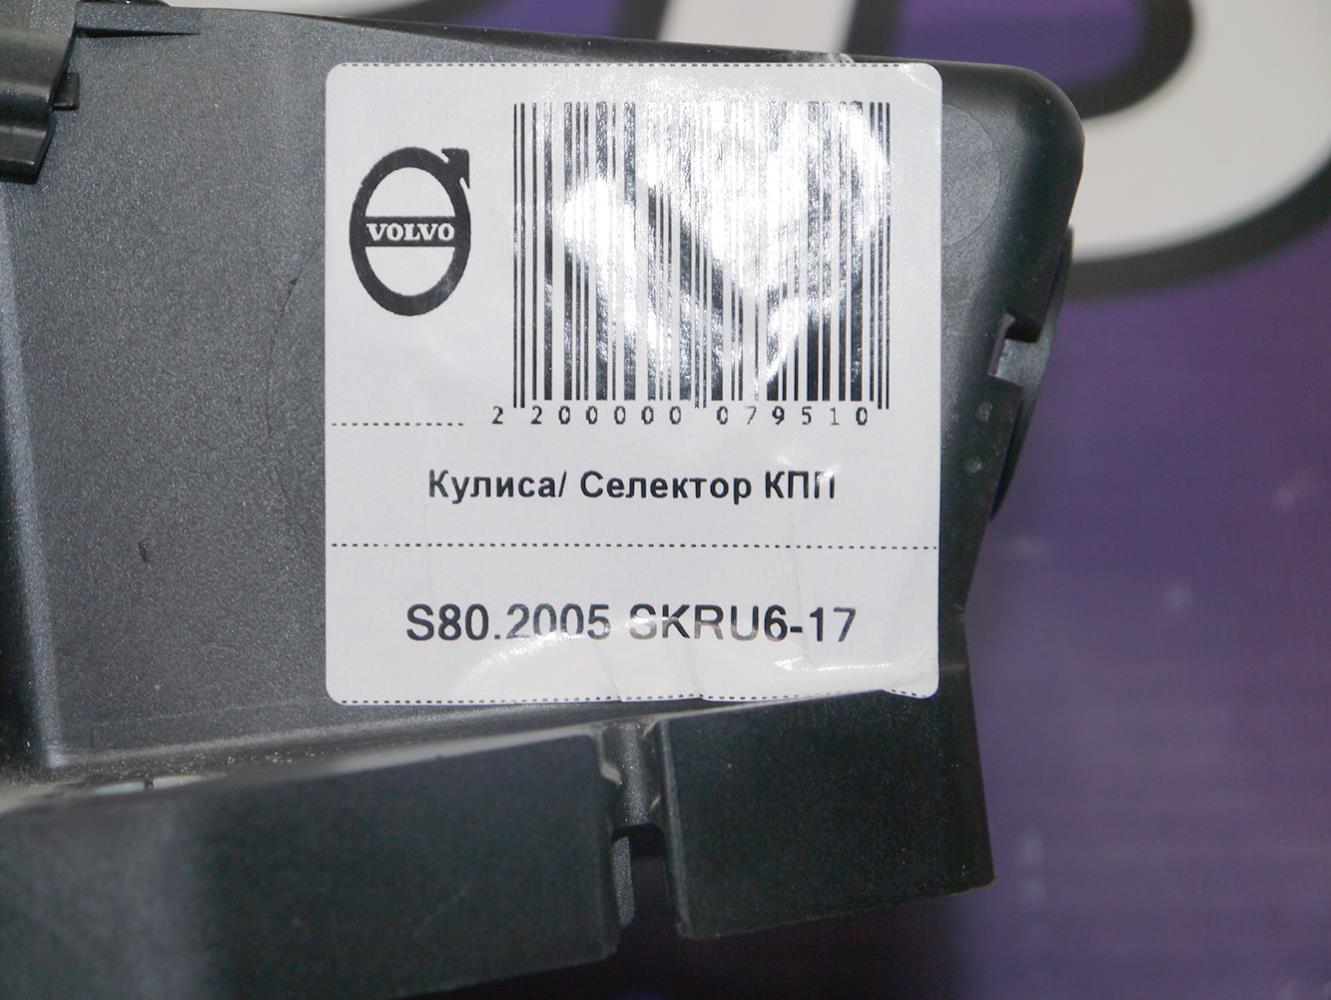 VOLVO
2 200000 079510
Кулиса/ Селектор КПП
S80.2005 SKRU6-17